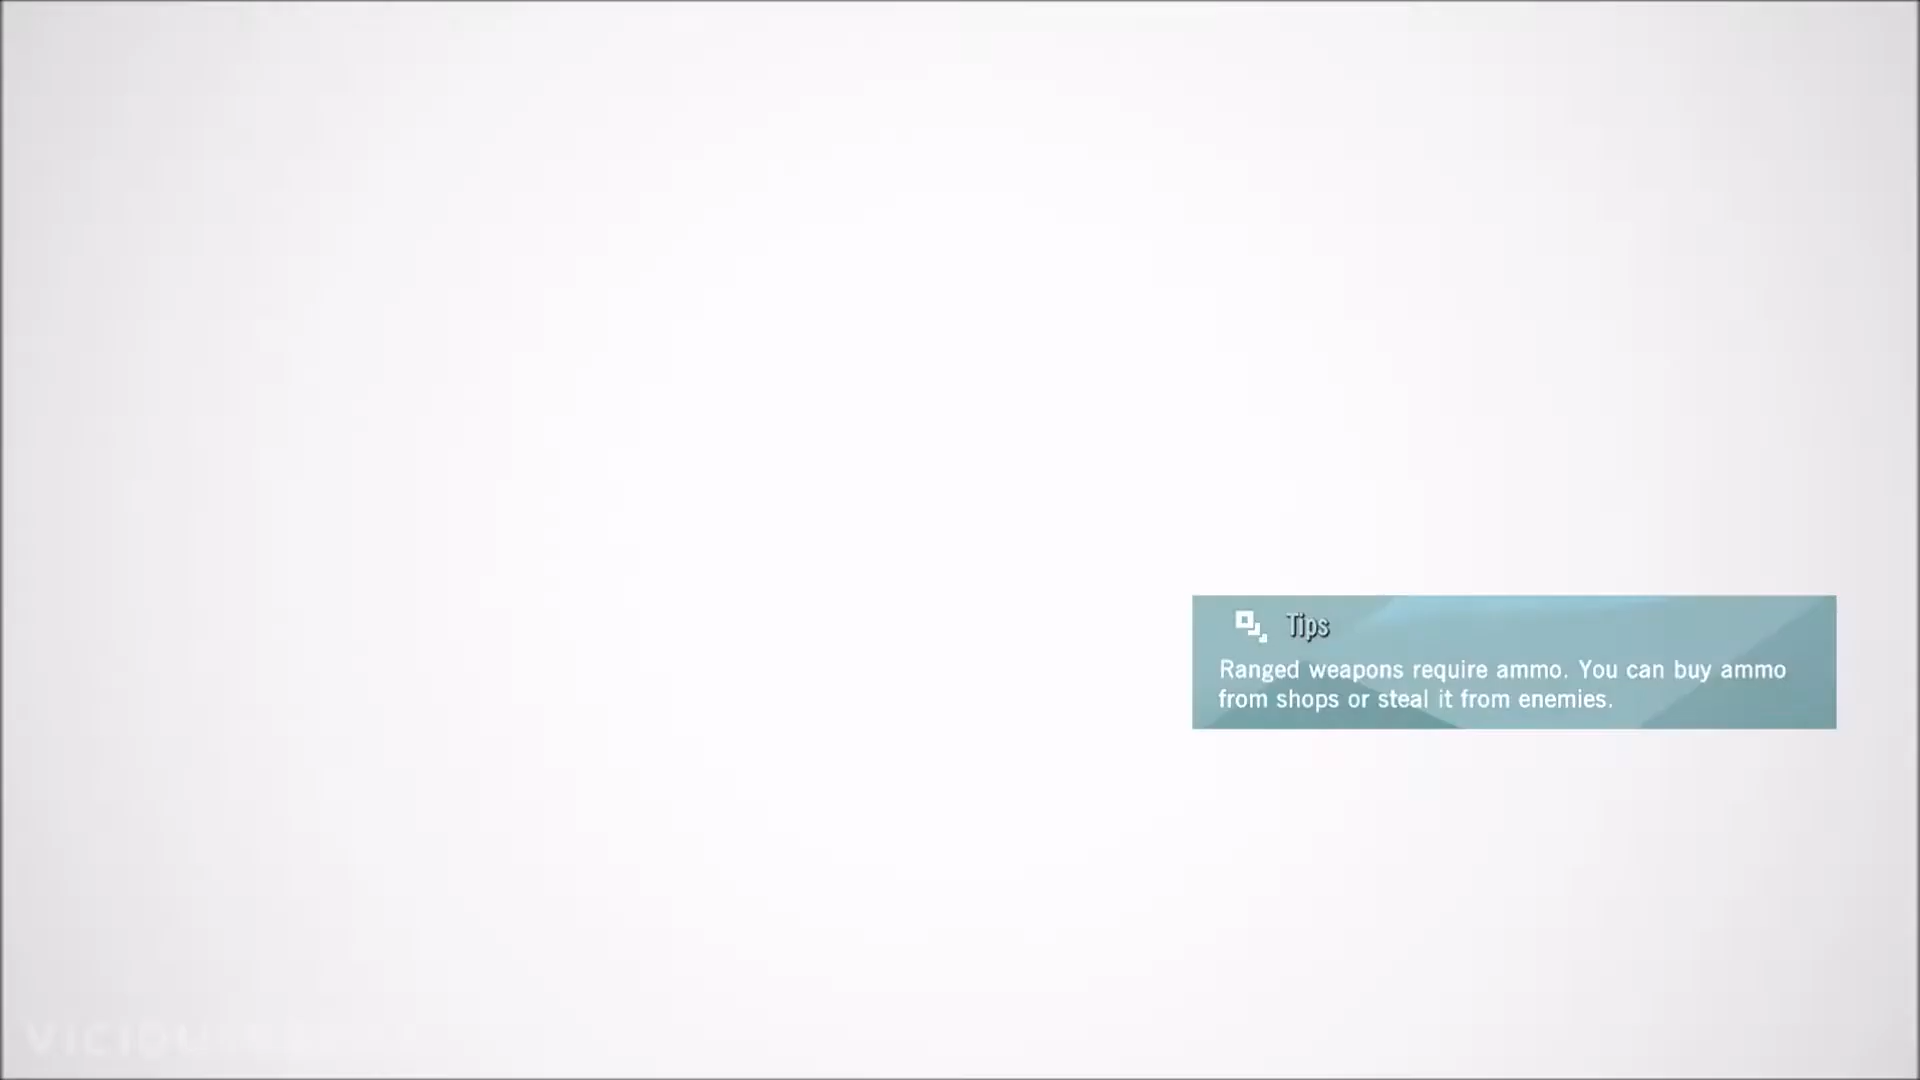 Tips
Ranged weapons require ammo. You can buy ammo
from shops or steal it from enemies.